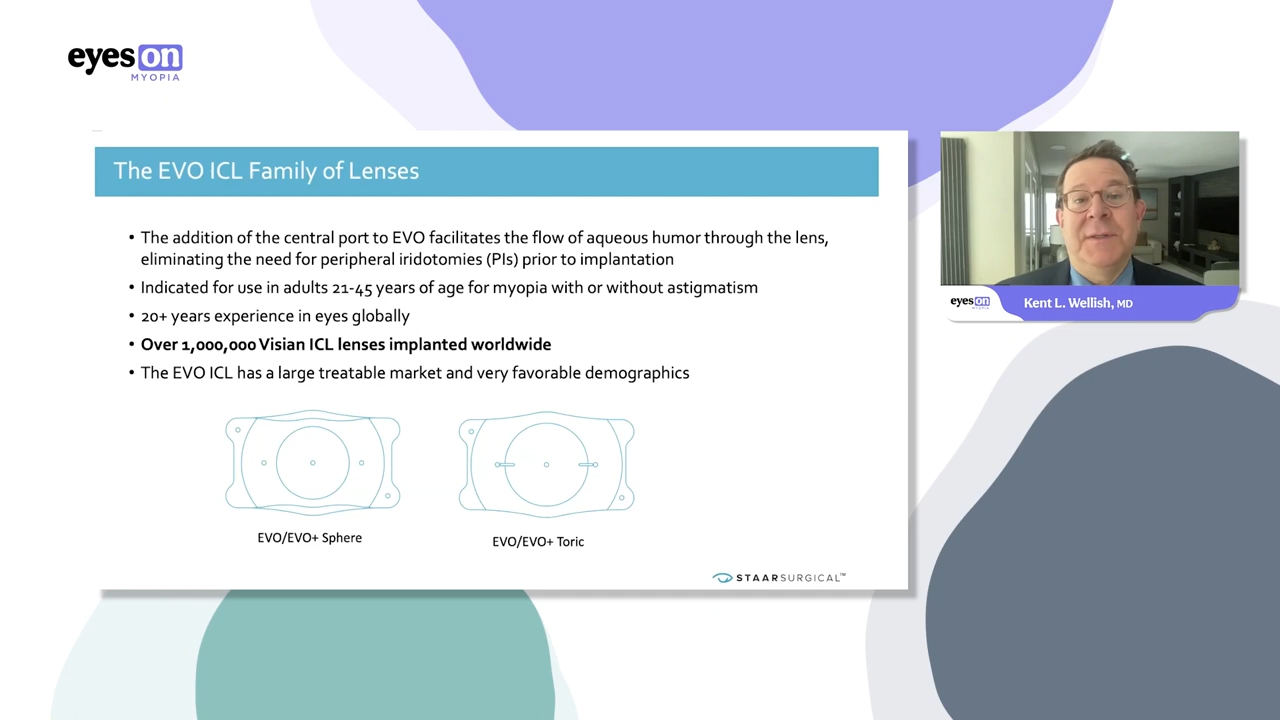 eyes on
MYOPIA
The EVO ICL Family of Lenses
• The addition of the central port to EVO facilitates the flow of aqueous humor through the lens,
eliminating the need for peripheral iridotomies (PIs) prior to implantation
• Indicated for use in adults 21-45 years of age for myopia with or without astigmatism
• 20+ years experience in eyes globally
• Over 1,000,000 Visian ICL lenses implanted worldwide
• The EVO ICL has a large treatable market and very favorable demographics
EVO/EVO+ Sphere
EVO/EVO+ Toric
STAARSURGICAL™
eyes on
MYOPIA
Kent L. Wellish, MD